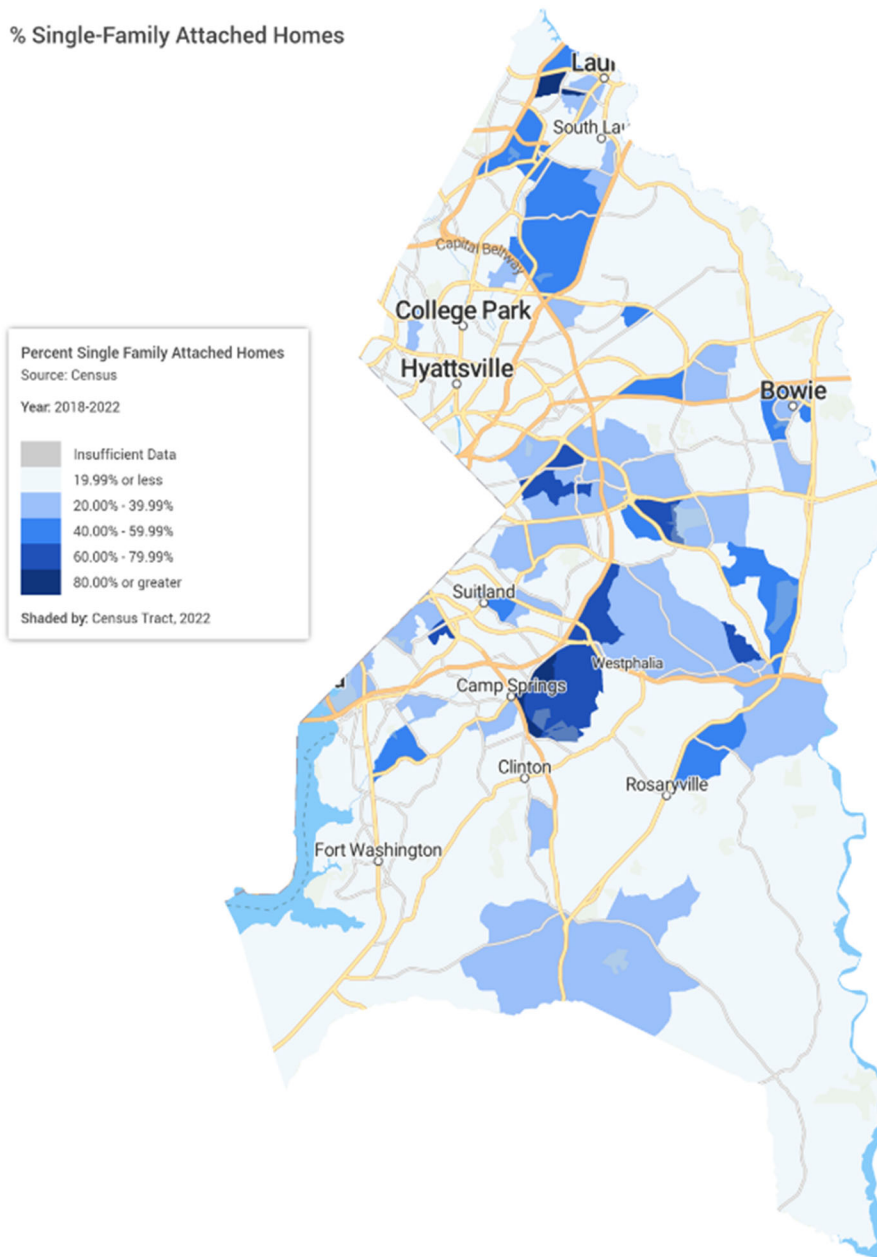 % Single-Family Attached Homes
Lau
South Lau
Capital Beltway
College Park
Hyattsville
Bowie
Percent Single Family Attached Homes
Source: Census
Year: 2018-2022
Insufficient Data
19.99% or less
20.00% - 39.99%
40.00% - 59.99%
60.00% - 79.99%
80.00% or greater
Shaded by: Census Tract, 2022
Suitland
Westphalia
Camp Springs
Clinton
Rosaryville
Fort Washington